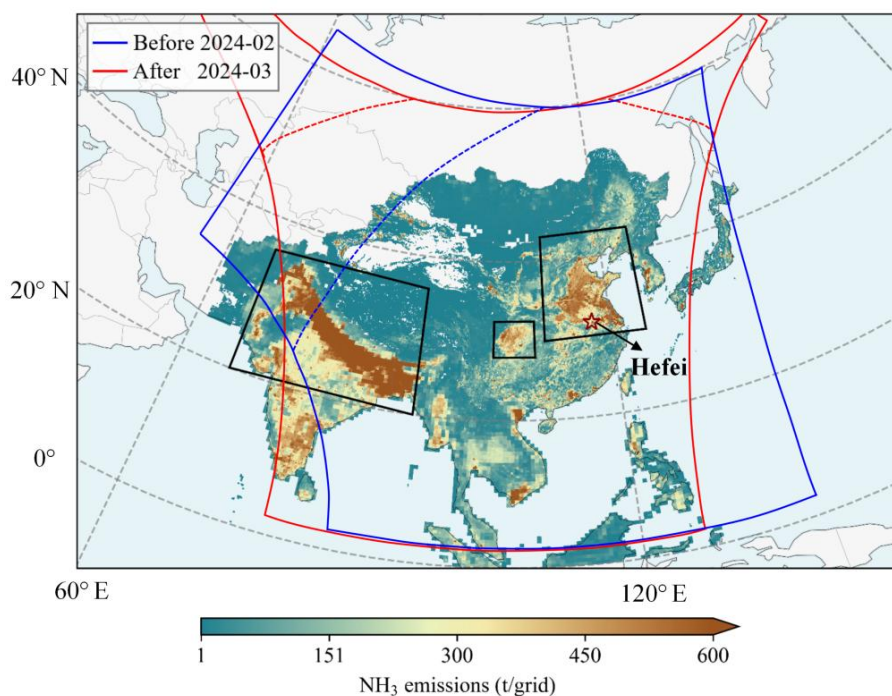 Before 2024-02
After 2024-03
40° N
20° N
0°
Hefei
60° E
120° E
1 151 300 450 600
NH₃ emissions (t/grid)